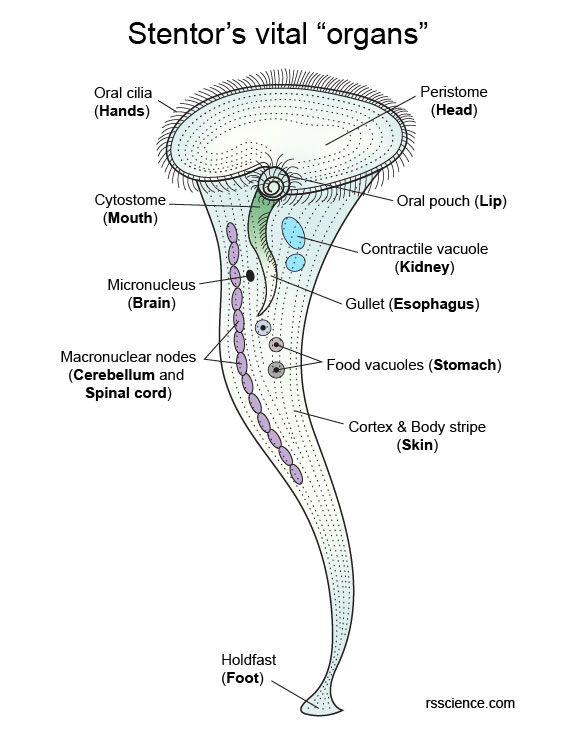 Stentor's vital “organs”
Oral cilia
(Hands)
Peristome
(Head)
Cytostome
(Mouth)
Oral pouch (Lip)
Contractile vacuole
(Kidney)
Micronucleus
(Brain)
Gullet (Esophagus)
Macronuclear nodes
(Cerebellum and
Spinal cord)
Food vacuoles (Stomach)
Cortex & Body stripe
(Skin)
Holdfast
(Foot)
rsscience.com